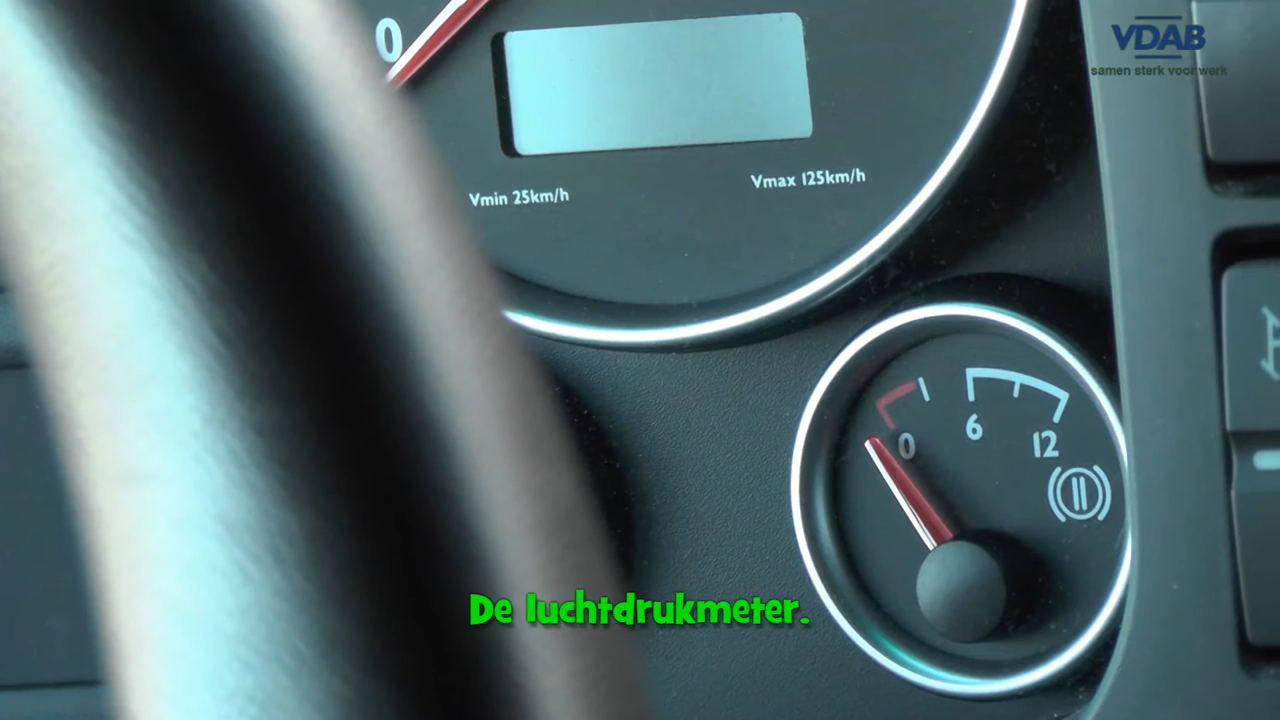 VDAB
samen sterk voor werk
0
Vmin 25km/h
Vmax 125km/h
0
1
6
12
De luchtdrukmeter.